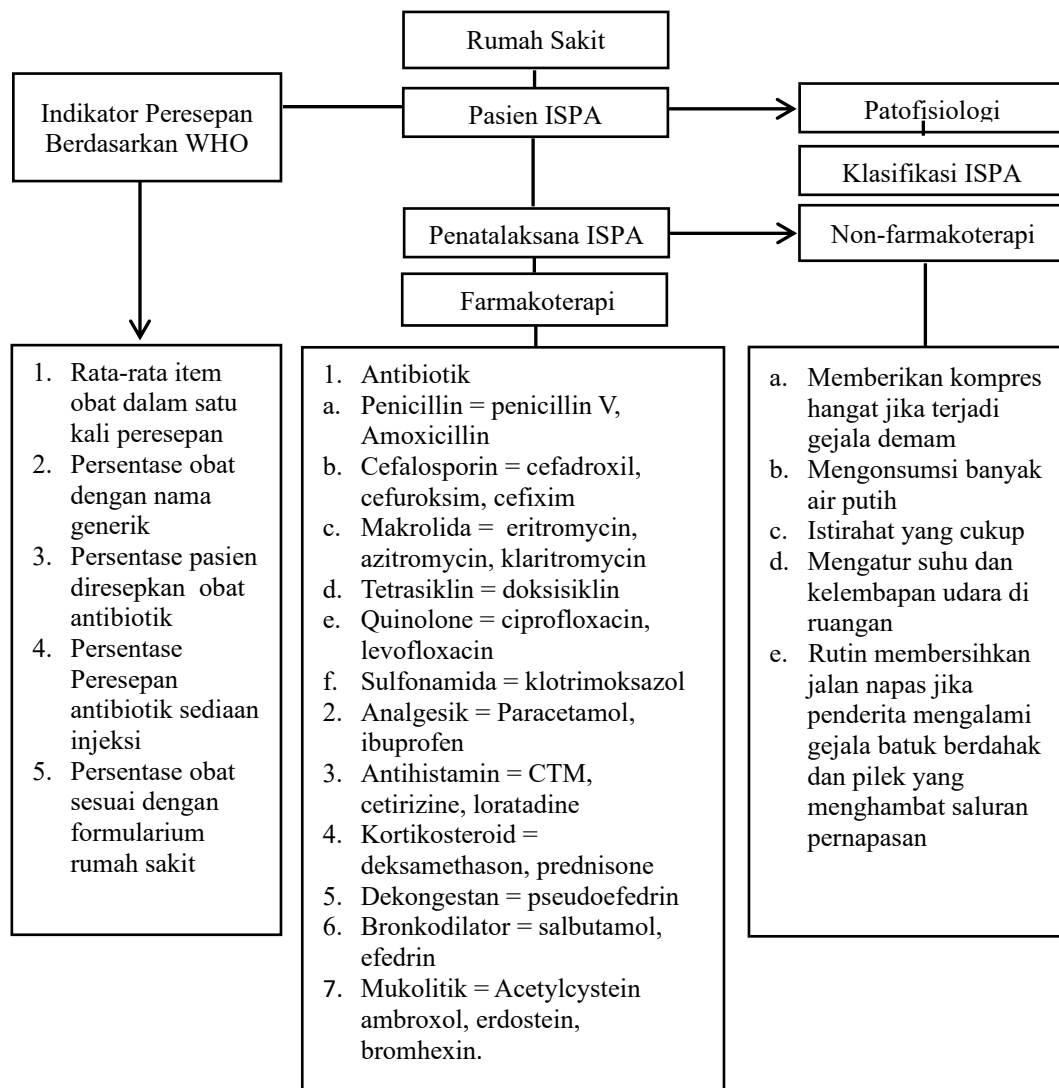 Rumah Sakit
Indikator Peresepan
Berdasarkan WHO
Pasien ISPA
Patofisiologi
Klasifikasi ISPA
Penatalaksana ISPA
Non-farmakoterapi
Farmakoterapi
1. Rata-rata item
obat dalam satu
kali peresepan
2. Persentase obat
dengan nama
generik
3. Persentase pasien
diresepkan obat
antibiotik
4. Persentase
Peresepan
antibiotik sediaan
injeksi
5. Persentase obat
sesuai dengan
formularium
rumah sakit
1. Antibiotik
a. Penicillin = penicillin V,
Amoxicillin
b. Cefalosporin = cefadroxil,
cefuroksim, cefixim
c. Makrolida = eritromycin,
azitromycin, klaritromycin
d. Tetrasiklin = doksisiklin
e. Quinolone = ciprofloxacin,
levofloxacin
f. Sulfonamida = klotrimoksazol
2. Analgesik = Paracetamol,
ibuprofen
3. Antihistamin = CTM,
cetirizine, loratadine
4. Kortikosteroid =
deksamethason, prednisone
5. Dekongestan = pseudoefedrin
6. Bronkodilator = salbutamol,
efedrin
7. Mukolitik = Acetylcystein
ambroxol, erdostein,
bromhexin.
a. Memberikan kompres
hangat jika terjadi
gejala demam
b. Mengonsumsi banyak
air putih
c. Istirahat yang cukup
d. Mengatur suhu dan
kelembapan udara di
ruangan
e. Rutin membersihkan
jalan napas jika
penderita mengalami
gejala batuk berdahak
dan pilek yang
menghambat saluran
pernapasan